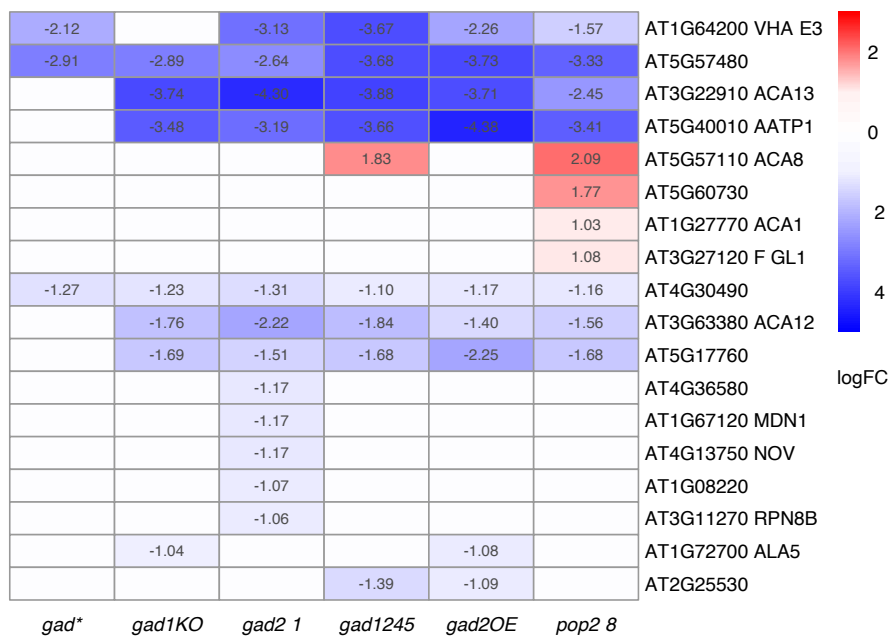 -2.12 -3.13 -3.67 -2.26 -1.57 AT1G64200 VHA E3
-2.91 -2.89 -2.64 -3.68 -3.73 -3.33 AT5G57480
-3.74 -3.88 -3.71 -2.45 AT3G22910 ACA13
-3.48 -3.19 -3.66 -4.38 -3.41 AT5G40010 AATP1
1.83 2.09 AT5G57110 ACA8
1.77 AT5G60730
1.03 AT1G27770 ACA1
1.08 AT3G27120 F GL1
-1.27 -1.23 -1.31 -1.10 -1.17 -1.16 AT4G30490
-1.76 -2.22 -1.84 -1.40 -1.56 AT3G63380 ACA12
-1.69 -1.51 -1.68 -2.25 -1.68 AT5G17760
-1.17 AT4G36580
-1.17 AT1G67120 MDN1
-1.17 AT4G13750 NOV
-1.07 AT1G08220
-1.06 AT3G11270 RPN8B
-1.04 -1.08 AT1G72700 ALA5
-1.39 -1.09 AT2G25530
gad* gad1KO gad2 1 gad1245 gad2OE pop2 8
2
0
2
4
logFC